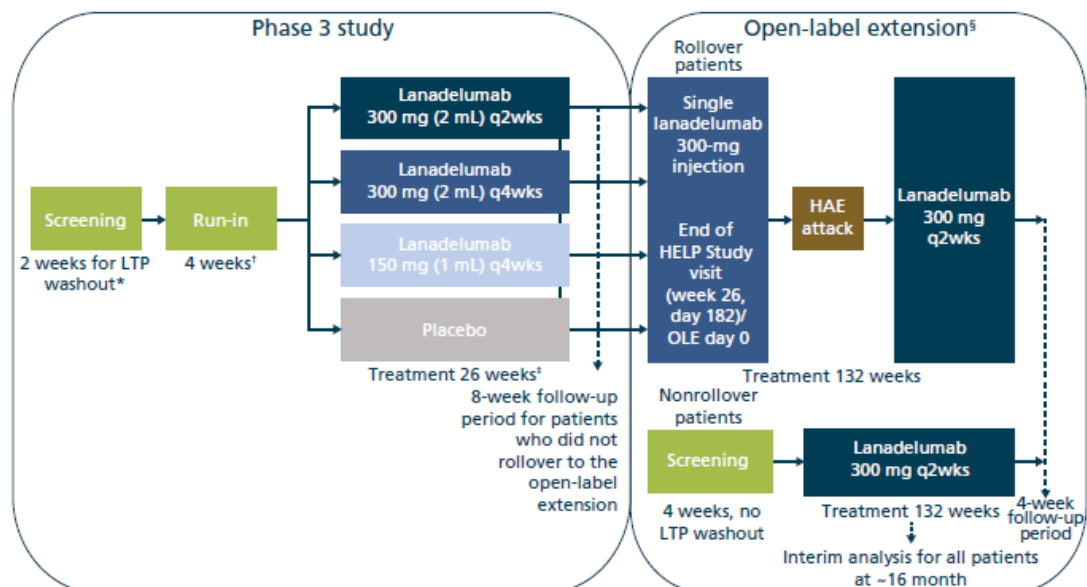 Phase 3 study
Screening
2 weeks for LTP
washout*
Run-in
4 weeks†
Lanadelumab
300 mg (2 mL) q2wks
Lanadelumab
300 mg (2 mL) q4wks
Lanadelumab
150 mg (1 mL) q4wks
Placebo
Treatment 26 weeks‡
8-week follow-up
period for patients
who did not
rollover to the
open-label
extension
Open-label extension§
Rollover
patients
Single
lanadelumab
300-mg
injection
End of
HELP Study
visit
(week 26,
day 182)/
OLE day 0
HAE
attack
Lanadelumab
300 mg
q2wks
Treatment 132 weeks
Nonrollover
patients
Screening
4 weeks, no
LTP washout
Lanadelumab
300 mg q2wks
Treatment 132 weeks
4-week
follow-up
period
Interim analysis for all patients
at ~16 month